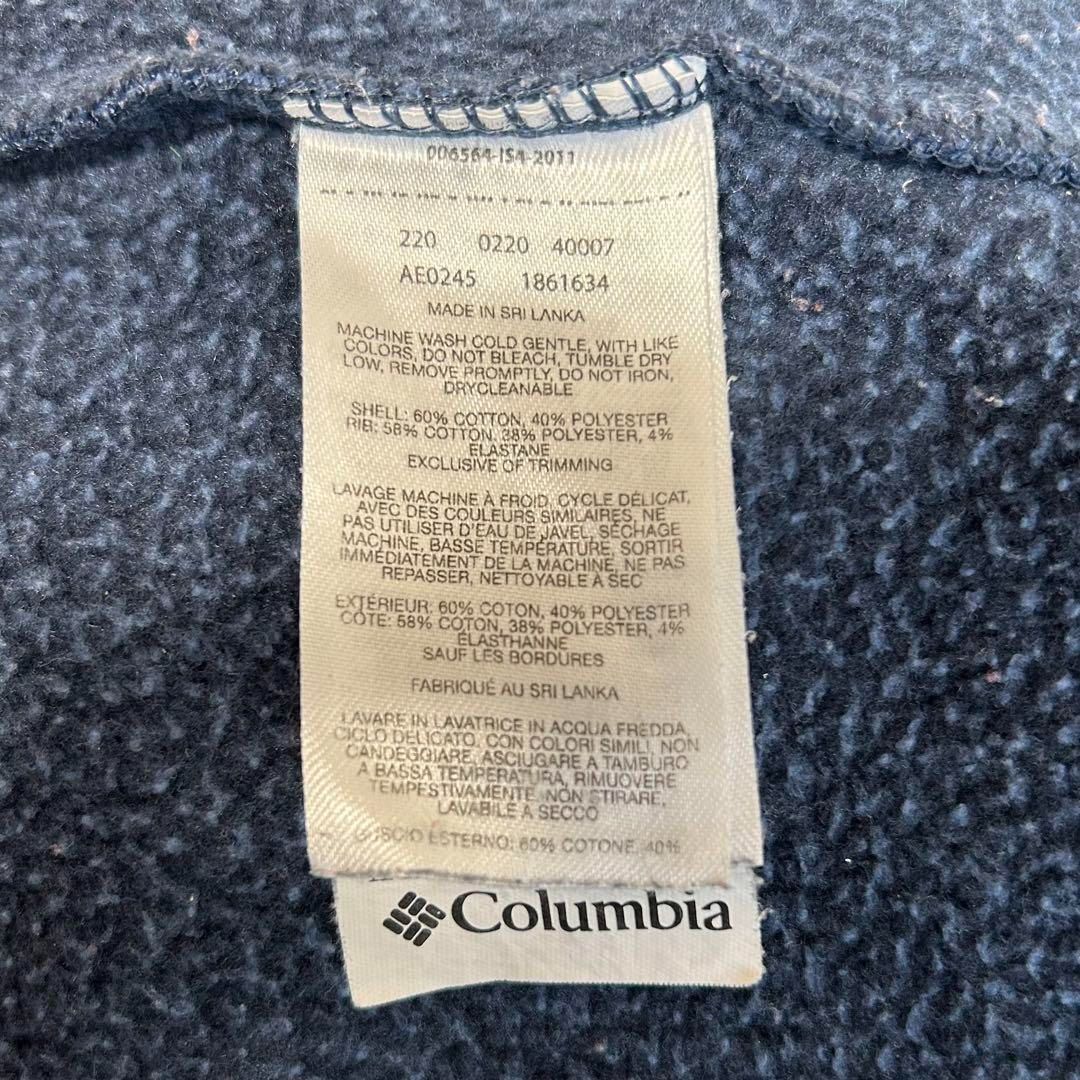 006564-IS4-2011
220 0220 40007
AE0245 1861634
MADE IN SRI LANKA
MACHINE WASH COLD GENTLE, WITH LIKE
COLORS, DO NOT BLEACH, TUMBLE DRY
LOW, REMOVE PROMPTLY, DO NOT IRON,
DRYCLEANABLE
SHELL: 60% COTTON, 40% POLYESTER
RIB: 58% COTTON, 38% POLYESTER, 4%
ELASTANE
EXCLUSIVE OF TRIMMING
LAVAGE MACHINE À FROID, CYCLE DÉLICAT,
AVEC DES COULEURS SIMILAIRES, NE
PAS UTILISER D'EAU DE JAVEL, SÉCHAGE
MACHINE, BASSE TEMPÉRATURE, SORTIR
IMMÉDIATEMENT DE LA MACHINE, NE PAS
REPASSER, NETTOYABLE À SEC
EXTÉRIEUR: 60% COTON, 40% POLYESTER
CÔTE: 58% COTON, 38% POLYESTER, 4%
ÉLASTHANNE
SAUF LES BORDURES
FABRIQUÉ AU SRI LANKA
LAVARE IN LAVATRICE IN ACQUA FREDDA,
CICLO DELICATO, CON COLORI SIMILI, NON
CANDEGGIARE, ASCIUGARE A TAMBURO
A BASSA TEMPERATURA, RIMUOVERE
TEMPESTIVAMENTE, NON STIRARE,
LAVABILE A SECCO
GUSCIO ESTERNO: 60% COTONE, 40%
Columbia